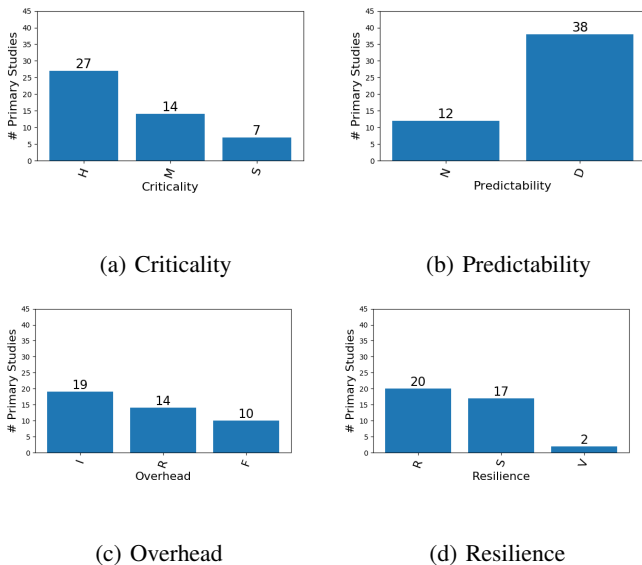 45
40
35
30
25
20
15
10
5
0
# Primary Studies
27
14
7
H
M
S
Criticality
(a) Criticality
45
40
35
30
25
20
15
10
5
0
# Primary Studies
12
38
N
D
Predictability
(b) Predictability
45
40
35
30
25
20
15
10
5
0
# Primary Studies
19
14
10
I
R
F
Overhead
(c) Overhead
45
40
35
30
25
20
15
10
5
0
# Primary Studies
20
17
2
R
S
V
Resilience
(d) Resilience